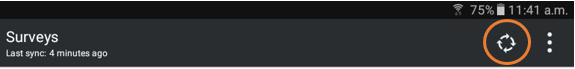 75% 11:41 a.m.
Surveys
Last sync: 4 minutes ago